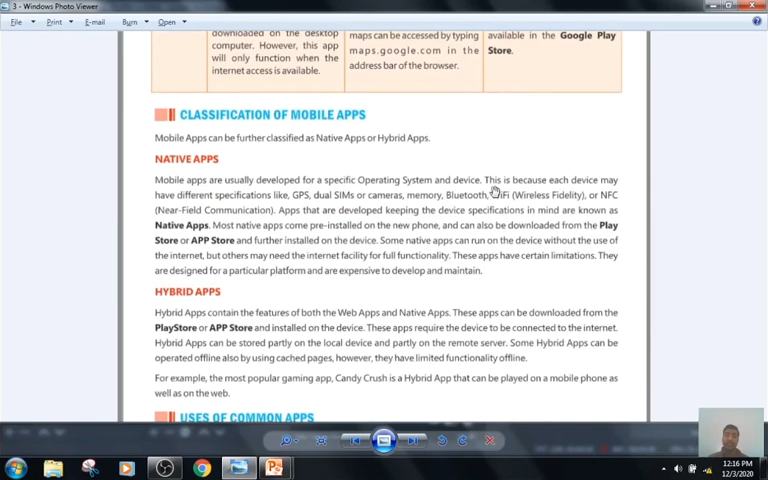 3 - Windows Photo Viewer
File Print E-mail Burn Open
downloaded on the desktop
computer. However, this app
will only function when the
internet access is available.
maps can be accessed by typing
maps.google.com in the
address bar of the browser.
available in the Google Play
Store.
CLASSIFICATION OF MOBILE APPS
Mobile Apps can be further classified as Native Apps or Hybrid Apps.
NATIVE APPS
Mobile apps are usually developed for a specific Operating System and device. This is because each device may
have different specifications like, GPS, dual SIMs or cameras, memory, Bluetooth, WiFi (Wireless Fidelity), or NFC
(Near-Field Communication). Apps that are developed keeping the device specifications in mind are known as
Native Apps. Most native apps come pre-installed on the new phone, and can also be downloaded from the Play
Store or APP Store and further installed on the device. Some native apps can run on the device without the use of
the internet, but others may need the internet facility for full functionality. These apps have certain limitations. They
are designed for a particular platform and are expensive to develop and maintain.
HYBRID APPS
Hybrid Apps contain the features of both the Web Apps and Native Apps. These apps can be downloaded from the
PlayStore or APP Store and installed on the device. These apps require the device to be connected to the internet.
Hybrid Apps can be stored partly on the local device and partly on the remote server. Some Hybrid Apps can be
operated offline also by using cached pages, however, they have limited functionality offline.
For example, the most popular gaming app, Candy Crush is a Hybrid App that can be played on a mobile phone as
well as on the web.
USES OF COMMON APPS
12:16 PM
12/3/2020